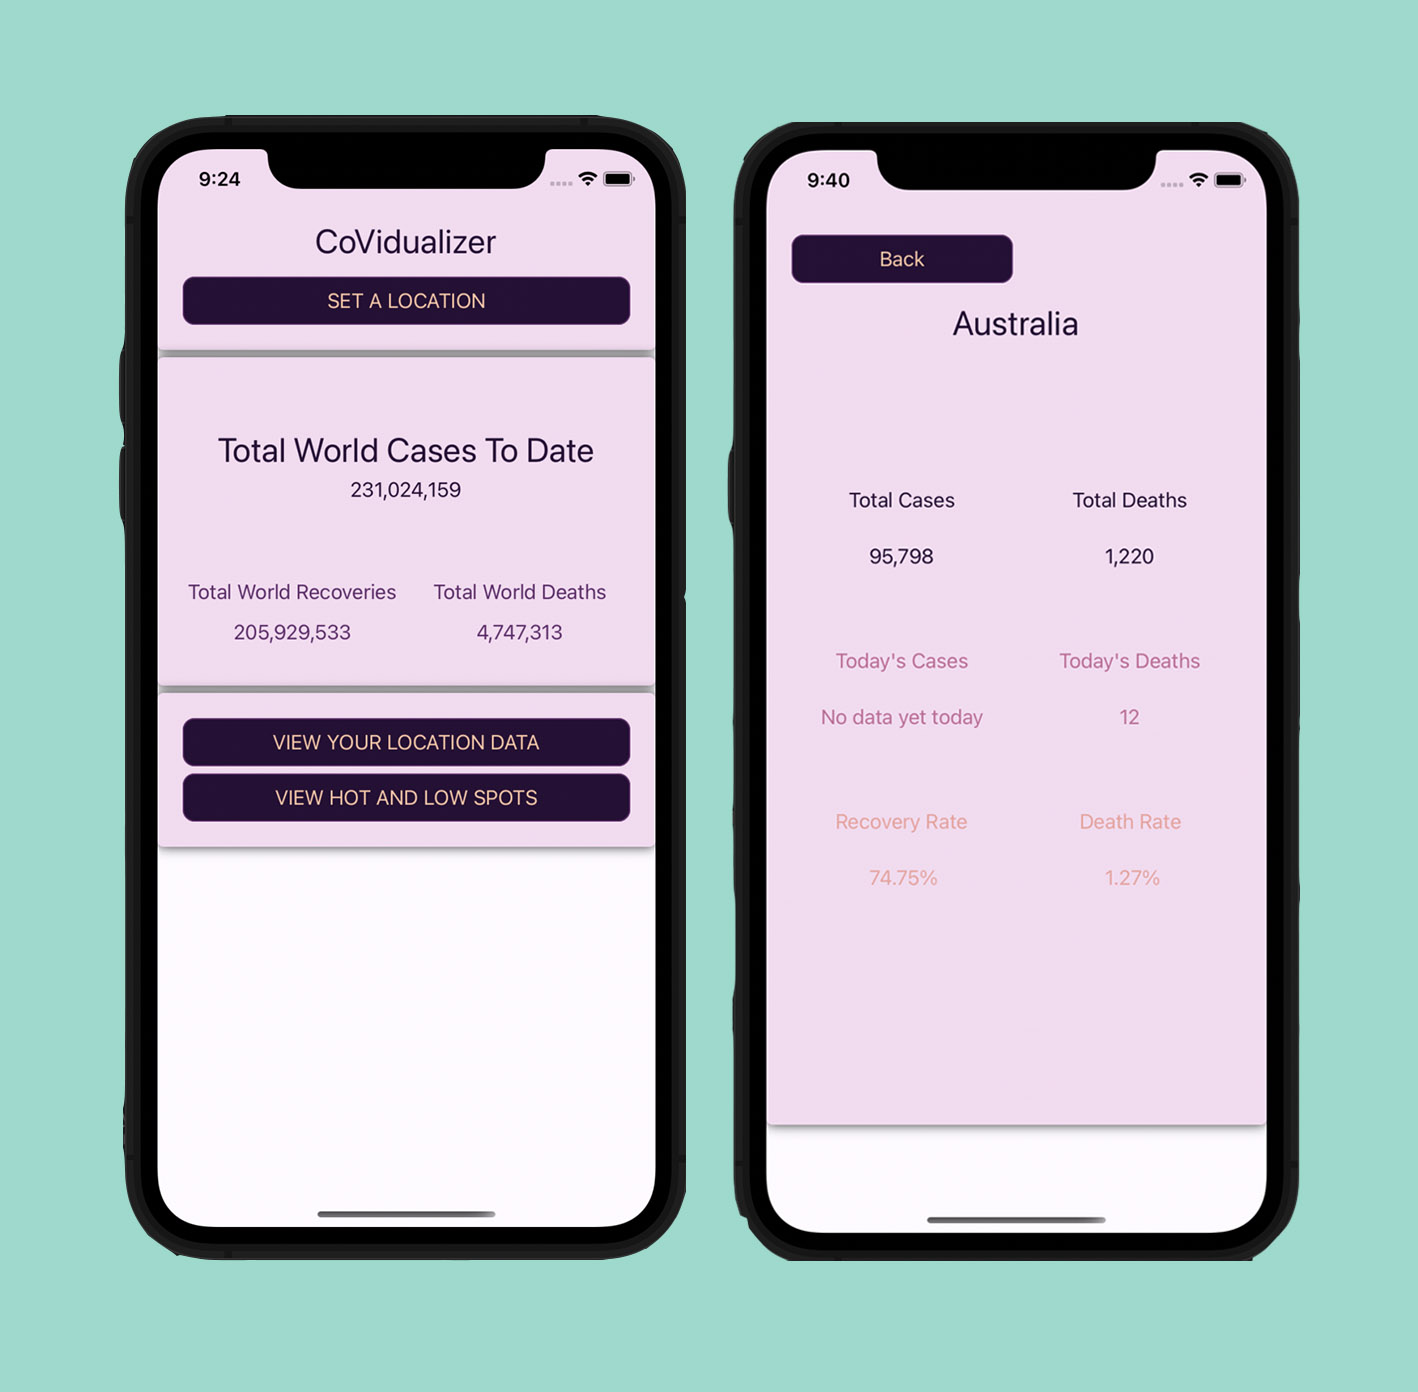 9:24
CoVidualizer
SET A LOCATION
Total World Cases To Date
231,024,159
Total World Recoveries Total World Deaths
205,929,533 4,747,313
VIEW YOUR LOCATION DATA
VIEW HOT AND LOW SPOTS
9:40
Back
Australia
Total Cases Total Deaths
95,798 1,220
Today's Cases Today's Deaths
No data yet today 12
Recovery Rate Death Rate
74.75% 1.27%